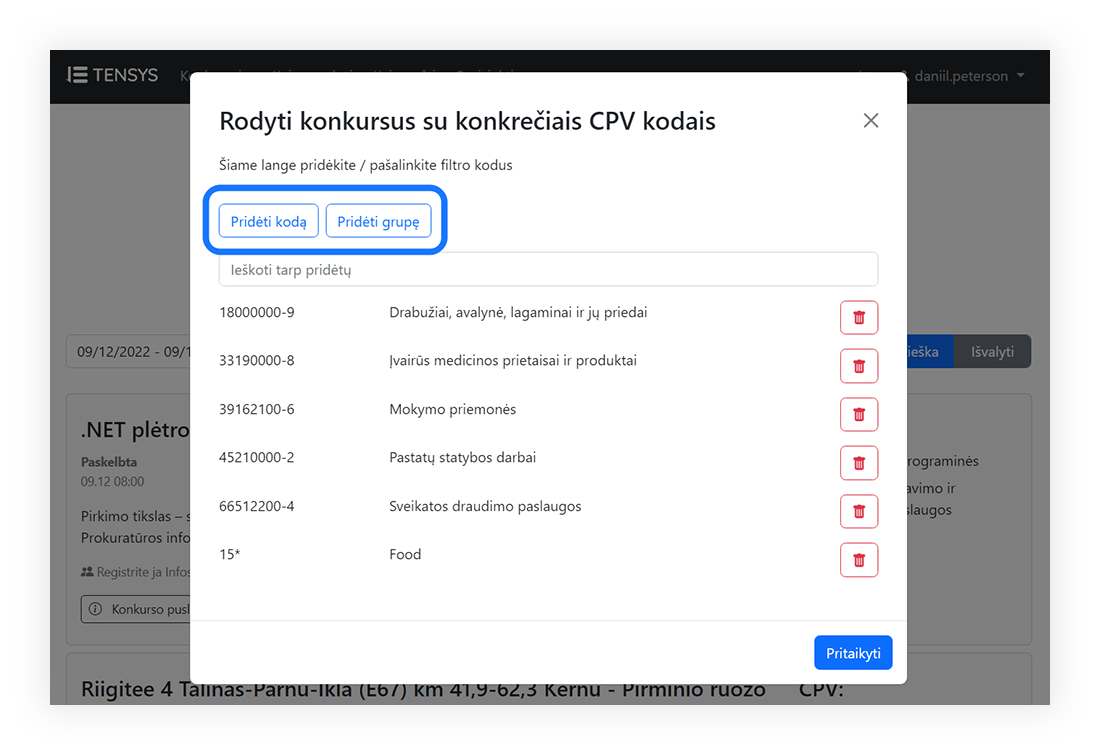 TENSYS
daniil.peterson
Rodyti konkursus su konkrečiais CPV kodais
Šiame lange pridėkite / pašalinkite filtro kodus
Pridėti kodą
Pridėti grupę
Ieškoti tarp pridėtų
18000000-9 Drabužiai, avalynė, lagaminai ir jų priedai
33190000-8 Įvairūs medicinos prietaisai ir produktai
39162100-6 Mokymo priemonės
45210000-2 Pastatų statybos darbai
66512200-4 Sveikatos draudimo paslaugos
15* Food
Pritaikyti
09/12/2022 - 09/1
ieška
Išvalyti
.NET plėtro
Paskelbta
09.12 08:00
Pirkimo tikslas – s
Prokuratūros info
Registrite ja Infos
Konkurso pusl
rograminės
avimo ir
slaugos
Riigitee 4 Talinas-Pärnu-Ikla (E67) km 41,9-62,3 Kernu - Pirminio ruožo
CPV: